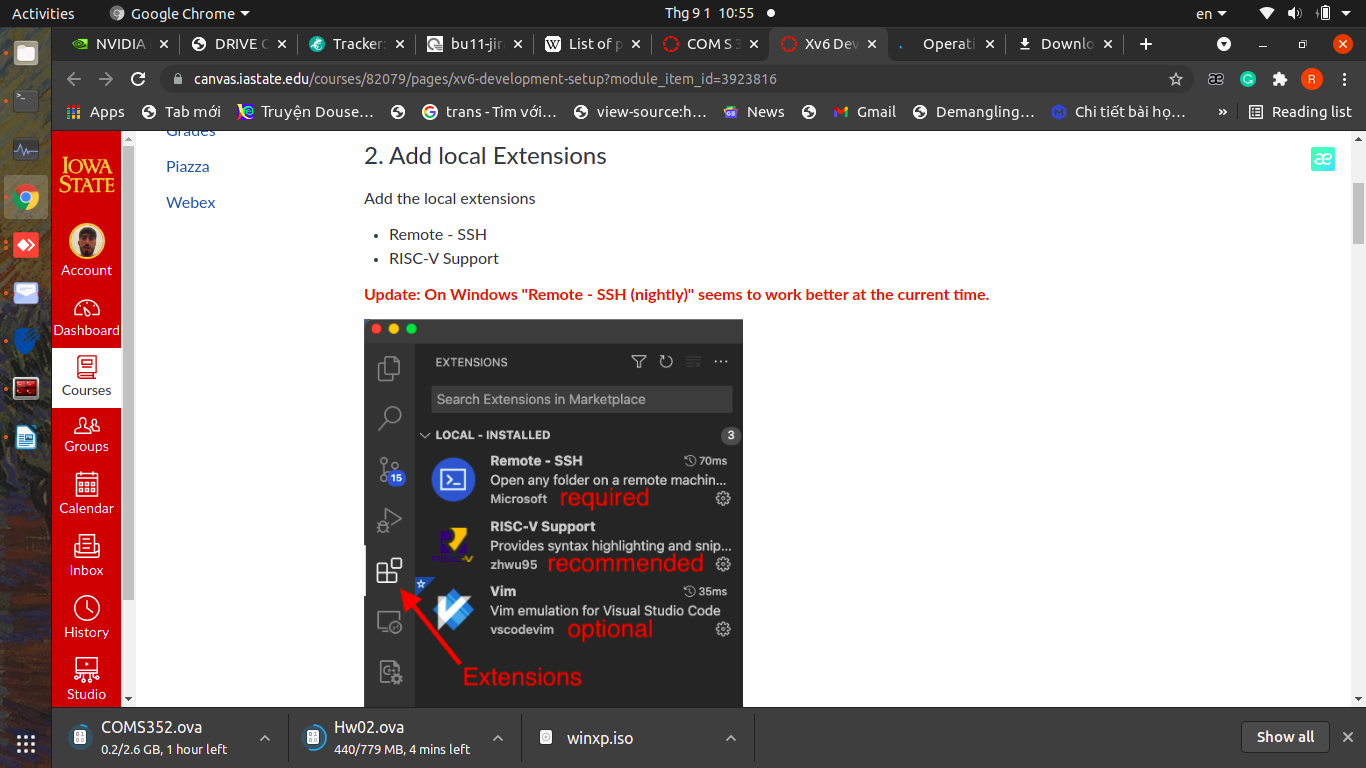 Activities
Google Chrome
Thg 9 1 10:55
en
NVIDIA
DRIVE C
Tracker:
bu11-jir
List of p
COM S 3
Xv6 Dev
Operati
Downlo
canvas.iastate.edu/courses/82079/pages/xv6-development-setup?module_item_id=3923816
R
Apps
Tab mới
Truyện Douse...
trans - Tìm với...
view-source:h...
News
Gmail
Demangling...
Chi tiết bài họ...
»
Reading list
IOWA
STATE
Account
Dashboard
Courses
Groups
Calendar
Inbox
History
Studio
Grades
Piazza
Webex
2. Add local Extensions
Add the local extensions
• Remote - SSH
• RISC-V Support
Update: On Windows "Remote - SSH (nightly)" seems to work better at the current time.
æ
EXTENSIONS
Search Extensions in Marketplace
LOCAL - INSTALLED 3
15
Remote - SSH 70ms
Open any folder on a remote machin...
Microsoft required
RISC-V Support
Provides syntax highlighting and snip...
zhwu95 recommended
Vim 35ms
Vim emulation for Visual Studio Code
vscodevim optional
Extensions
COMS352.ova
0.2/2.6 GB, 1 hour left
Hw02.ova
440/779 MB, 4 mins left
winxp.iso
Show all